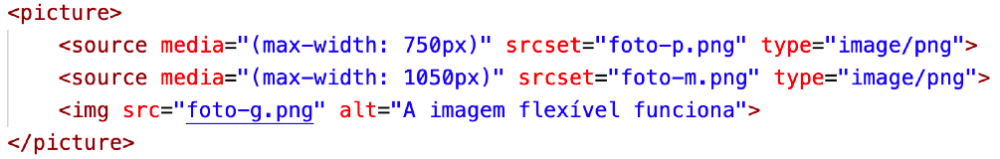 <picture>
<source media="(max-width: 750px)" srcset="foto-p.png" type="image/png">
<source media="(max-width: 1050px)" srcset="foto-m.png" type="image/png">
<img src="foto-g.png" alt="A imagem flexível funciona">
</picture>